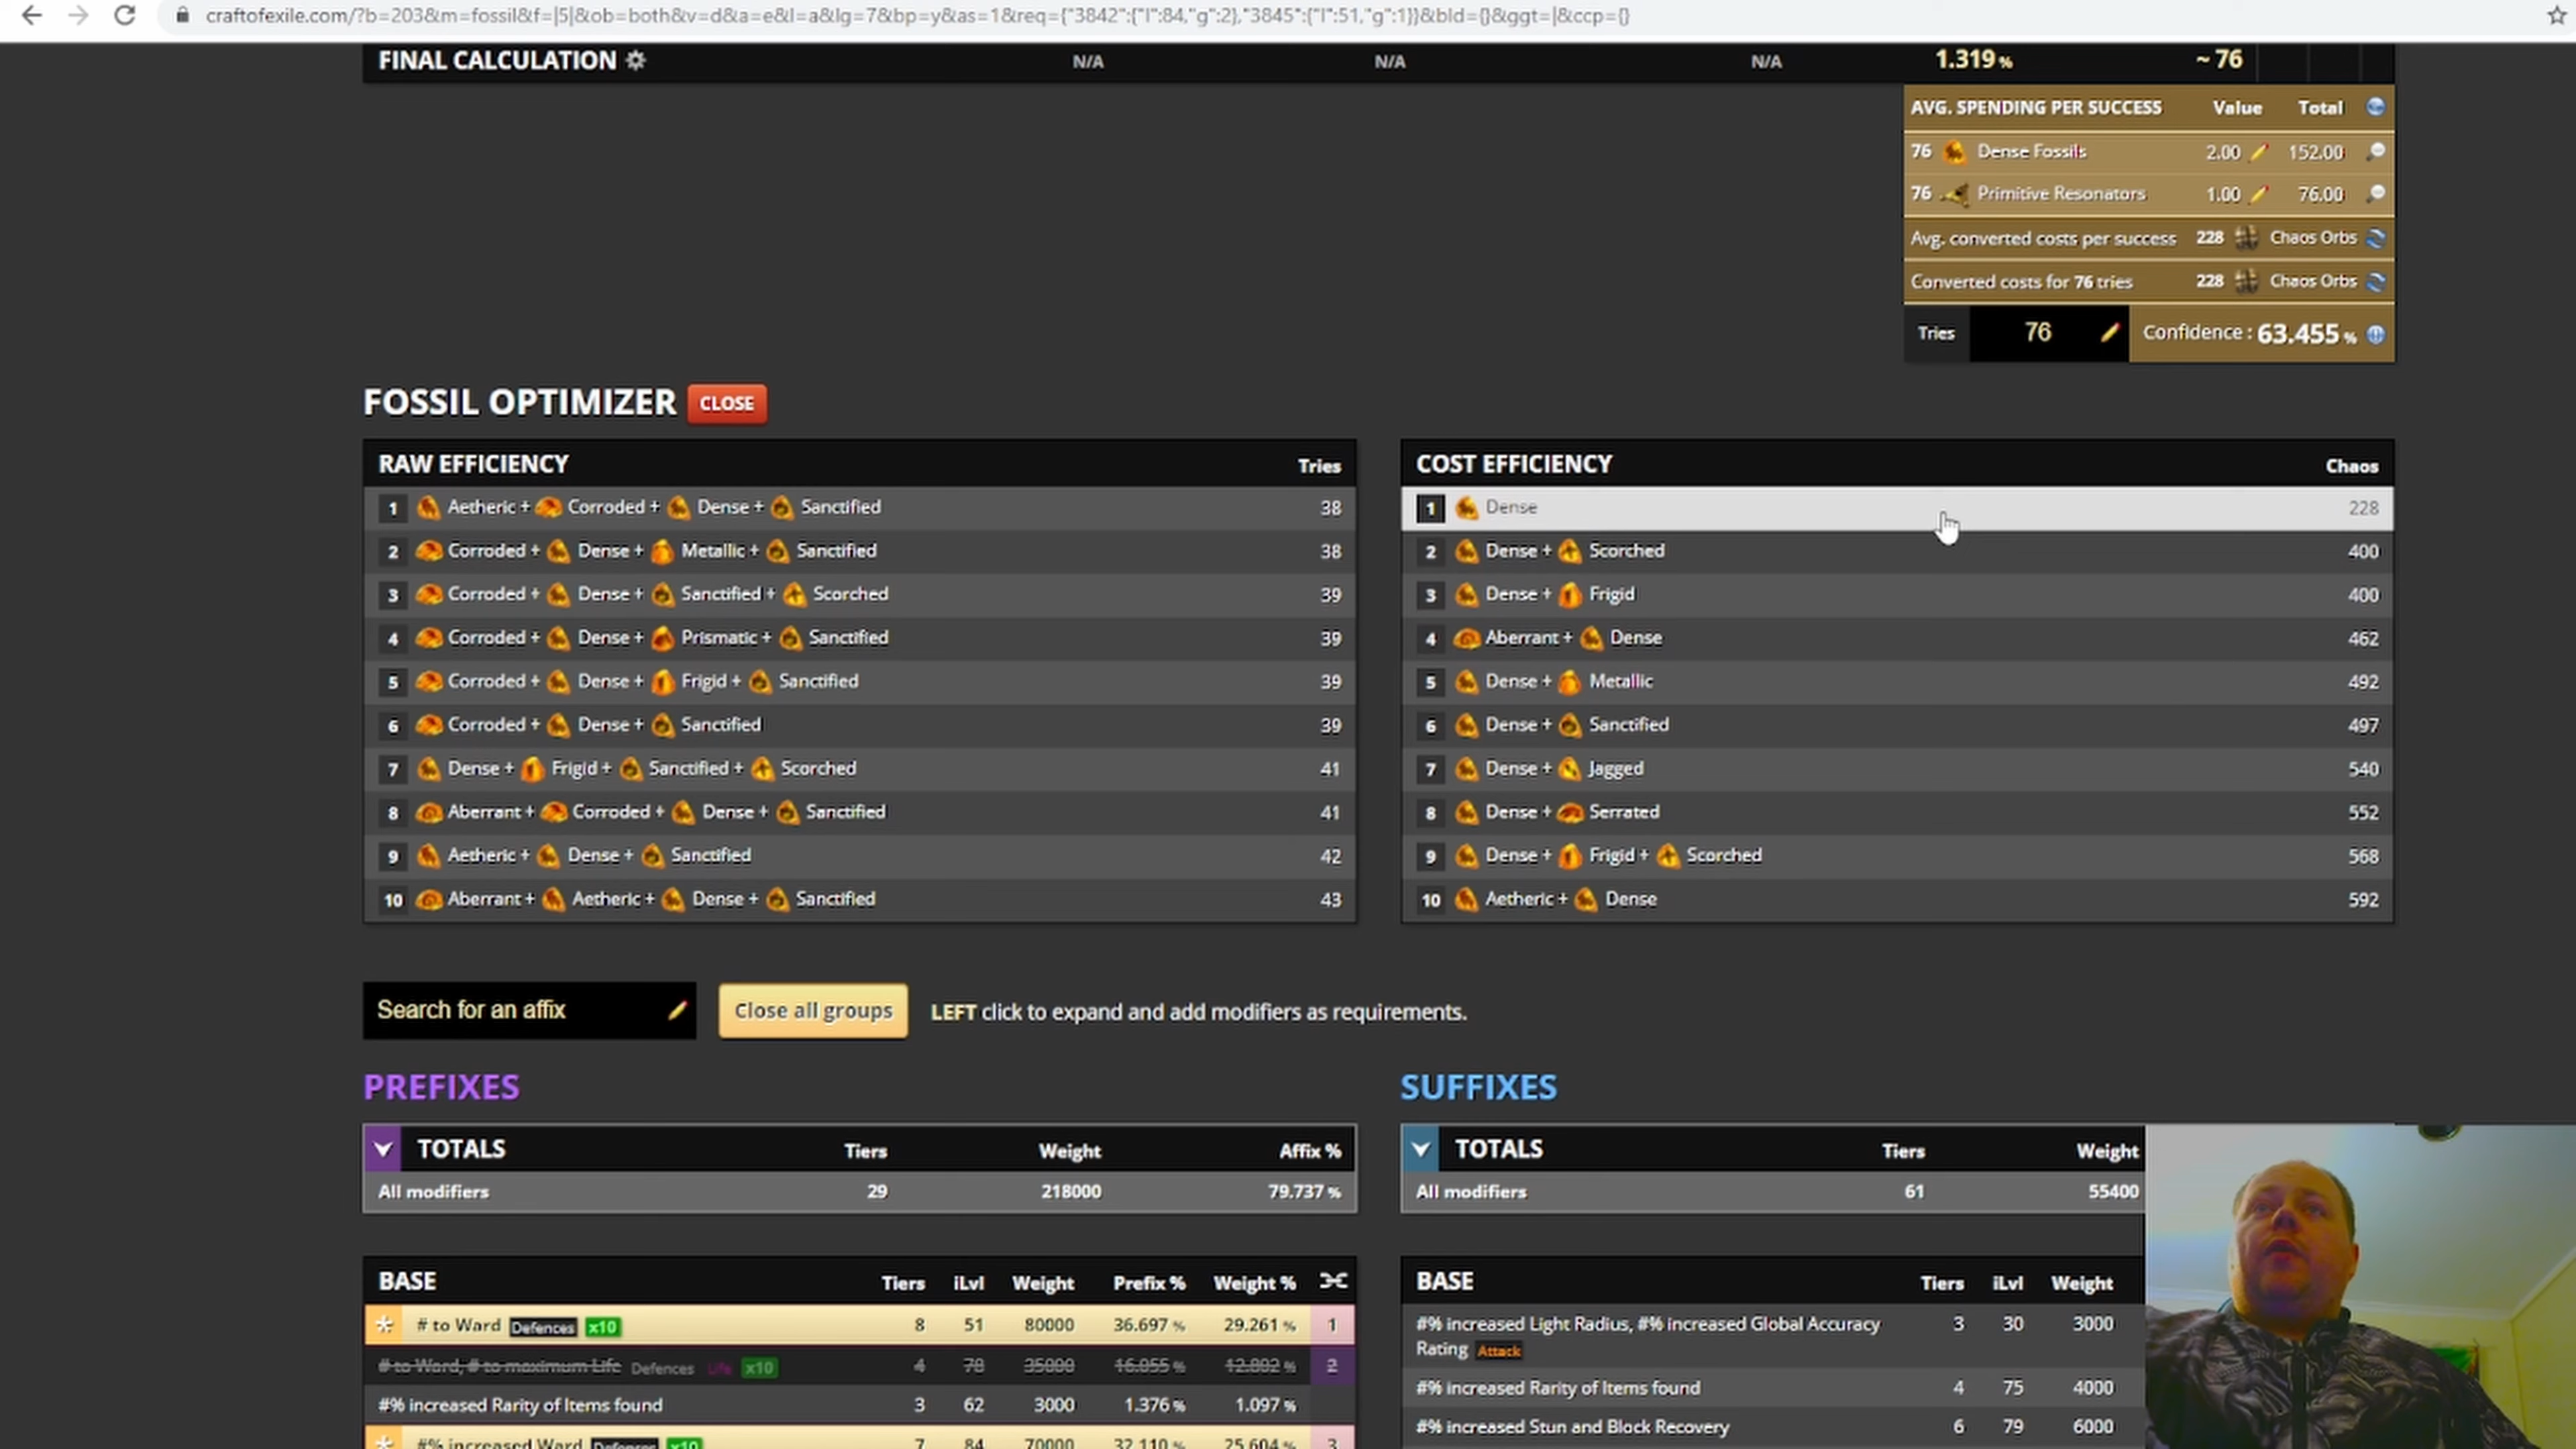 craftofexile.com/?b=203&m=fossil&f=|5|&ob=both&v=d&a=e&l=a&lg=7&bp=y&as=1&req={"3842":{"l":84,"g":2},"3845":{"l":51,"g":1}}&bld={}&ggt=|&ccp={}
FINAL CALCULATION N/A N/A N/A 1.319 % ~ 76
AVG. SPENDING PER SUCCESS Value Total
76 Dense Fossils 2.00 152.00
76 Primitive Resonators 1.00 76.00
Avg. converted costs per success 228 Chaos Orbs
Converted costs for 76 tries 228 Chaos Orbs
Tries 76 Confidence : 63.455 %
FOSSIL OPTIMIZER CLOSE
RAW EFFICIENCY Tries
1 Aetheric + Corroded + Dense + Sanctified 38
2 Corroded + Dense + Metallic + Sanctified 38
3 Corroded + Dense + Sanctified + Scorched 39
4 Corroded + Dense + Prismatic + Sanctified 39
5 Corroded + Dense + Frigid + Sanctified 39
6 Corroded + Dense + Sanctified 39
7 Dense + Frigid + Sanctified + Scorched 41
8 Aberrant + Corroded + Dense + Sanctified 41
9 Aetheric + Dense + Sanctified 42
10 Aberrant + Aetheric + Dense + Sanctified 43
COST EFFICIENCY Chaos
1 Dense 228
2 Dense + Scorched 400
3 Dense + Frigid 400
4 Aberrant + Dense 462
5 Dense + Metallic 492
6 Dense + Sanctified 497
7 Dense + Jagged 540
8 Dense + Serrated 552
9 Dense + Frigid + Scorched 568
10 Aetheric + Dense 592
Search for an affix Close all groups LEFT click to expand and add modifiers as requirements.
PREFIXES
TOTALS Tiers Weight Affix %
All modifiers 29 218000 79.737 %
BASE Tiers iLvl Weight Prefix % Weight %
# to Ward Defences x10 8 51 80000 36.697 % 29.261 % 1
# to Ward, # to maximum Life Defences Life x10 4 78 35000 16.055 % 12.802 % 2
#% increased Rarity of Items found 3 62 3000 1.376 % 1.097 %
#% increased Ward Defences x10 7 84 70000 32.110 % 25.604 % 3
SUFFIXES
TOTALS Tiers Weight
All modifiers 61 55400
BASE Tiers iLvl Weight
#% increased Light Radius, #% increased Global Accuracy 3 30 3000
Rating Attack
#% increased Rarity of Items found 4 75 4000
#% increased Stun and Block Recovery 6 79 6000